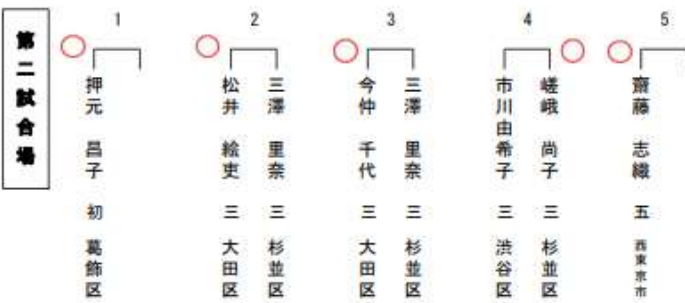 第二試合場
1
押元 昌子 初 葛飾区
2
松井 絵吏 三 大田区
三澤 里奈 三 杉並区
3
今仲 千代 三 大田区
三澤 里奈 三 杉並区
4
市川由希子 三 渋谷区
嵯峨 尚子 三 杉並区
5
齋藤 志織 五 西東京市